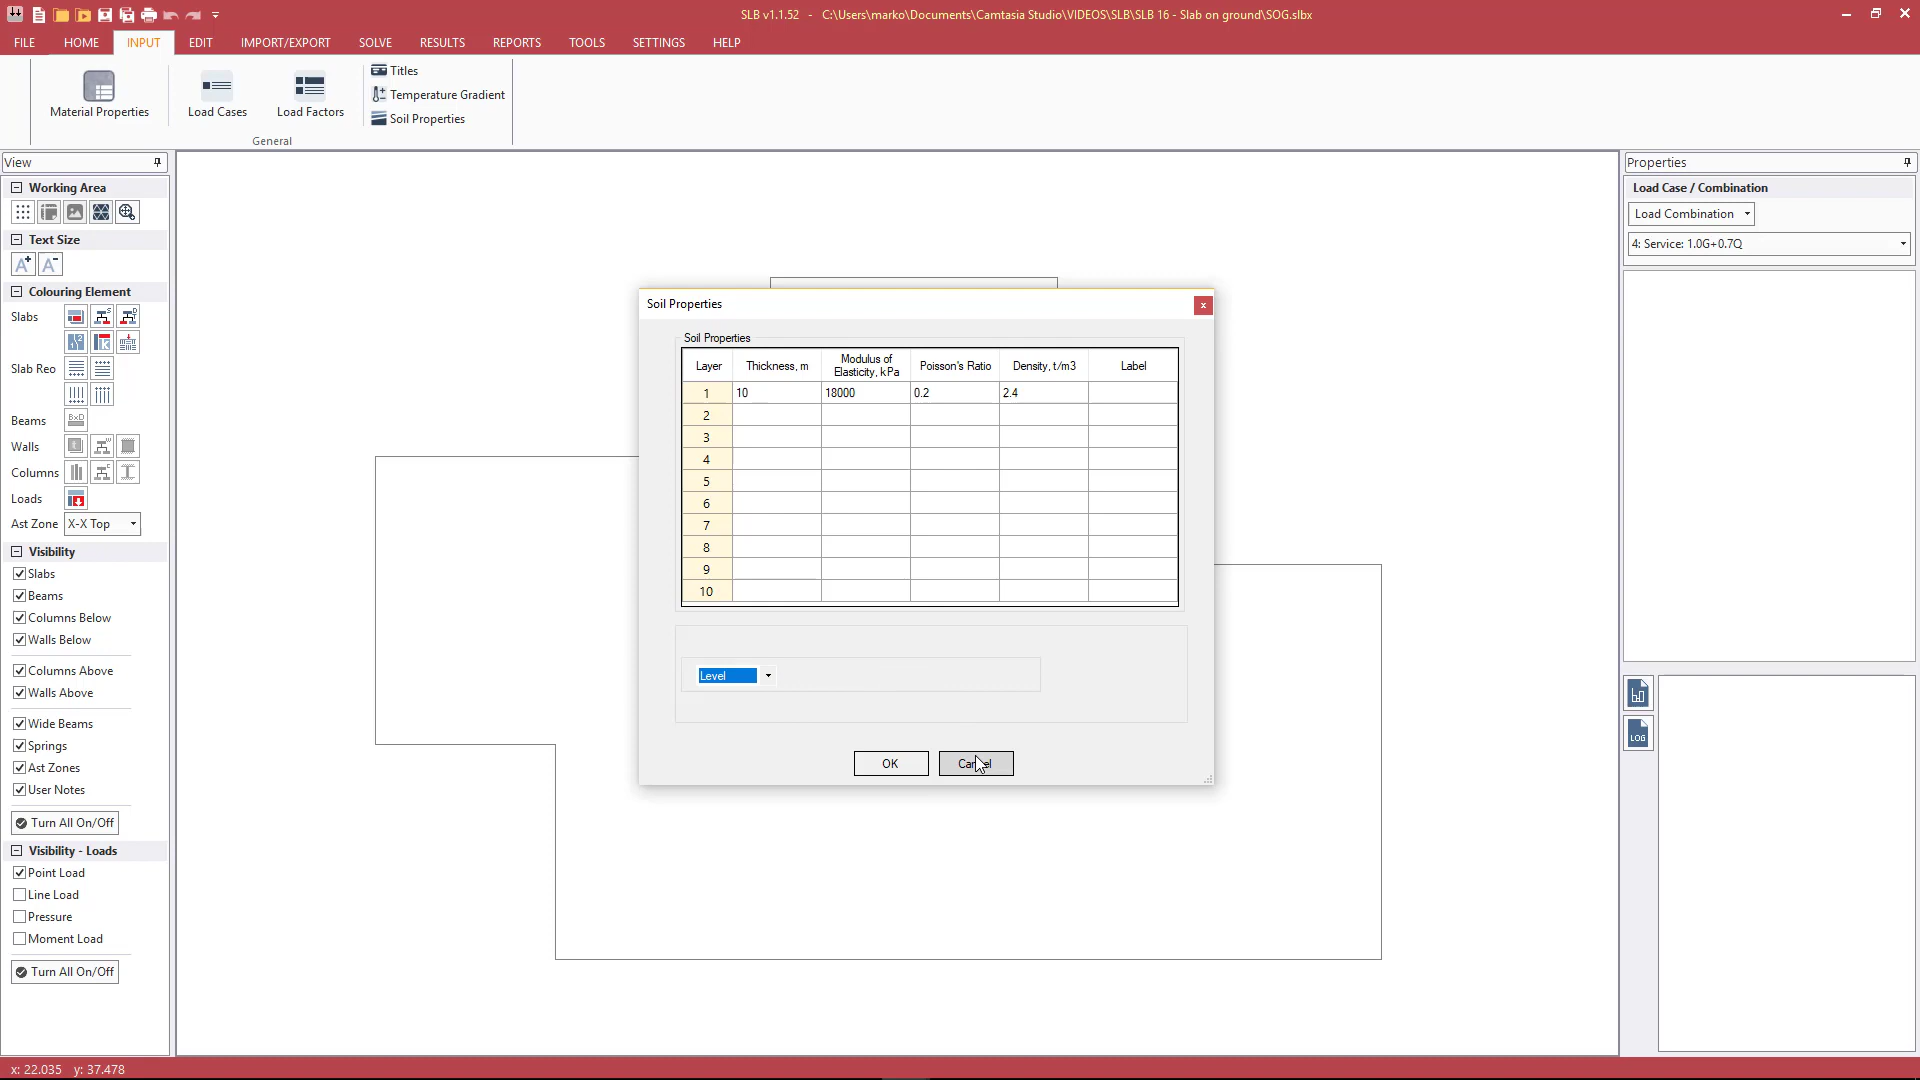 SLB v1.1.52 - C:\Users\marko\Documents\Camtasia Studio\VIDEOS\SLB\SLB 16 - Slab on ground\SOG.slbx
FILE HOME INPUT EDIT IMPORT/EXPORT SOLVE RESULTS REPORTS TOOLS SETTINGS HELP
Material Properties
Load Cases
Load Factors
Titles
Temperature Gradient
Soil Properties
General
View
Working Area
Text Size
A+ A-
Colouring Element
Slabs
Slab Reo
Beams BxD
Walls
Columns
Loads
Ast Zone X-X Top
Visibility
Slabs
Beams
Columns Below
Walls Below
Columns Above
Walls Above
Wide Beams
Springs
Ast Zones
User Notes
Turn All On/Off
Visibility - Loads
Point Load
Line Load
Pressure
Moment Load
Turn All On/Off
Soil Properties
x
Soil Properties
Layer Thickness, m Modulus of Elasticity, kPa Poisson's Ratio Density, t/m3 Label
1 10 18000 0.2 2.4
2
3
4
5
6
7
8
9
10
Level
OK Cancel
Properties
Load Case / Combination
Load Combination
4: Service: 1.0G+0.7Q
LOG
x: 22.035 y: 37.478